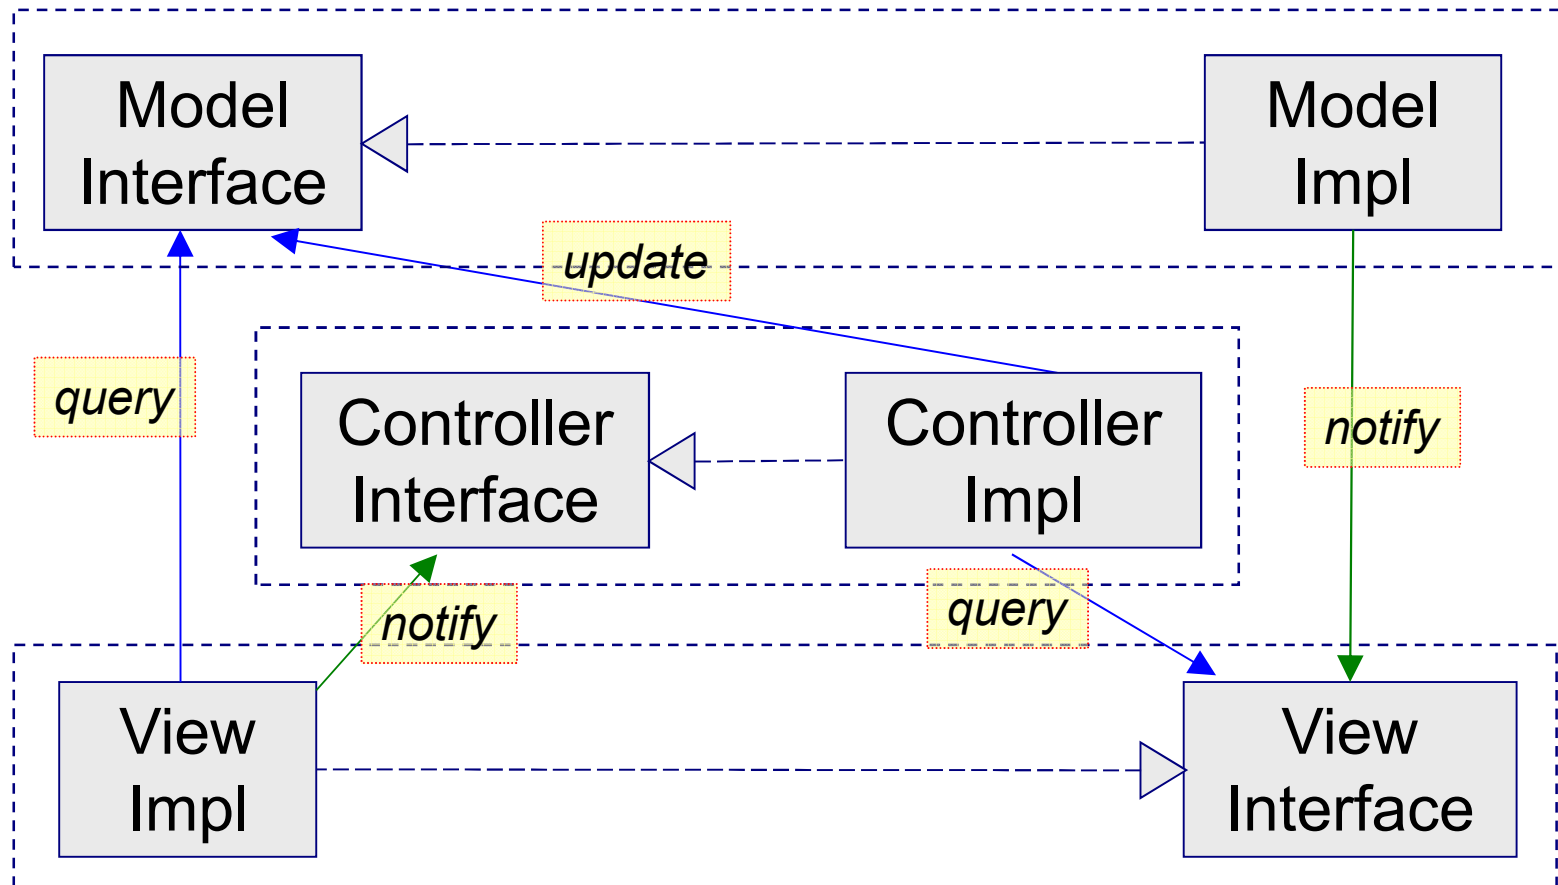 Model
Interface
Model
Impl
update
query
Controller
Interface
Controller
Impl
notify
notify
query
View
Impl
View
Interface